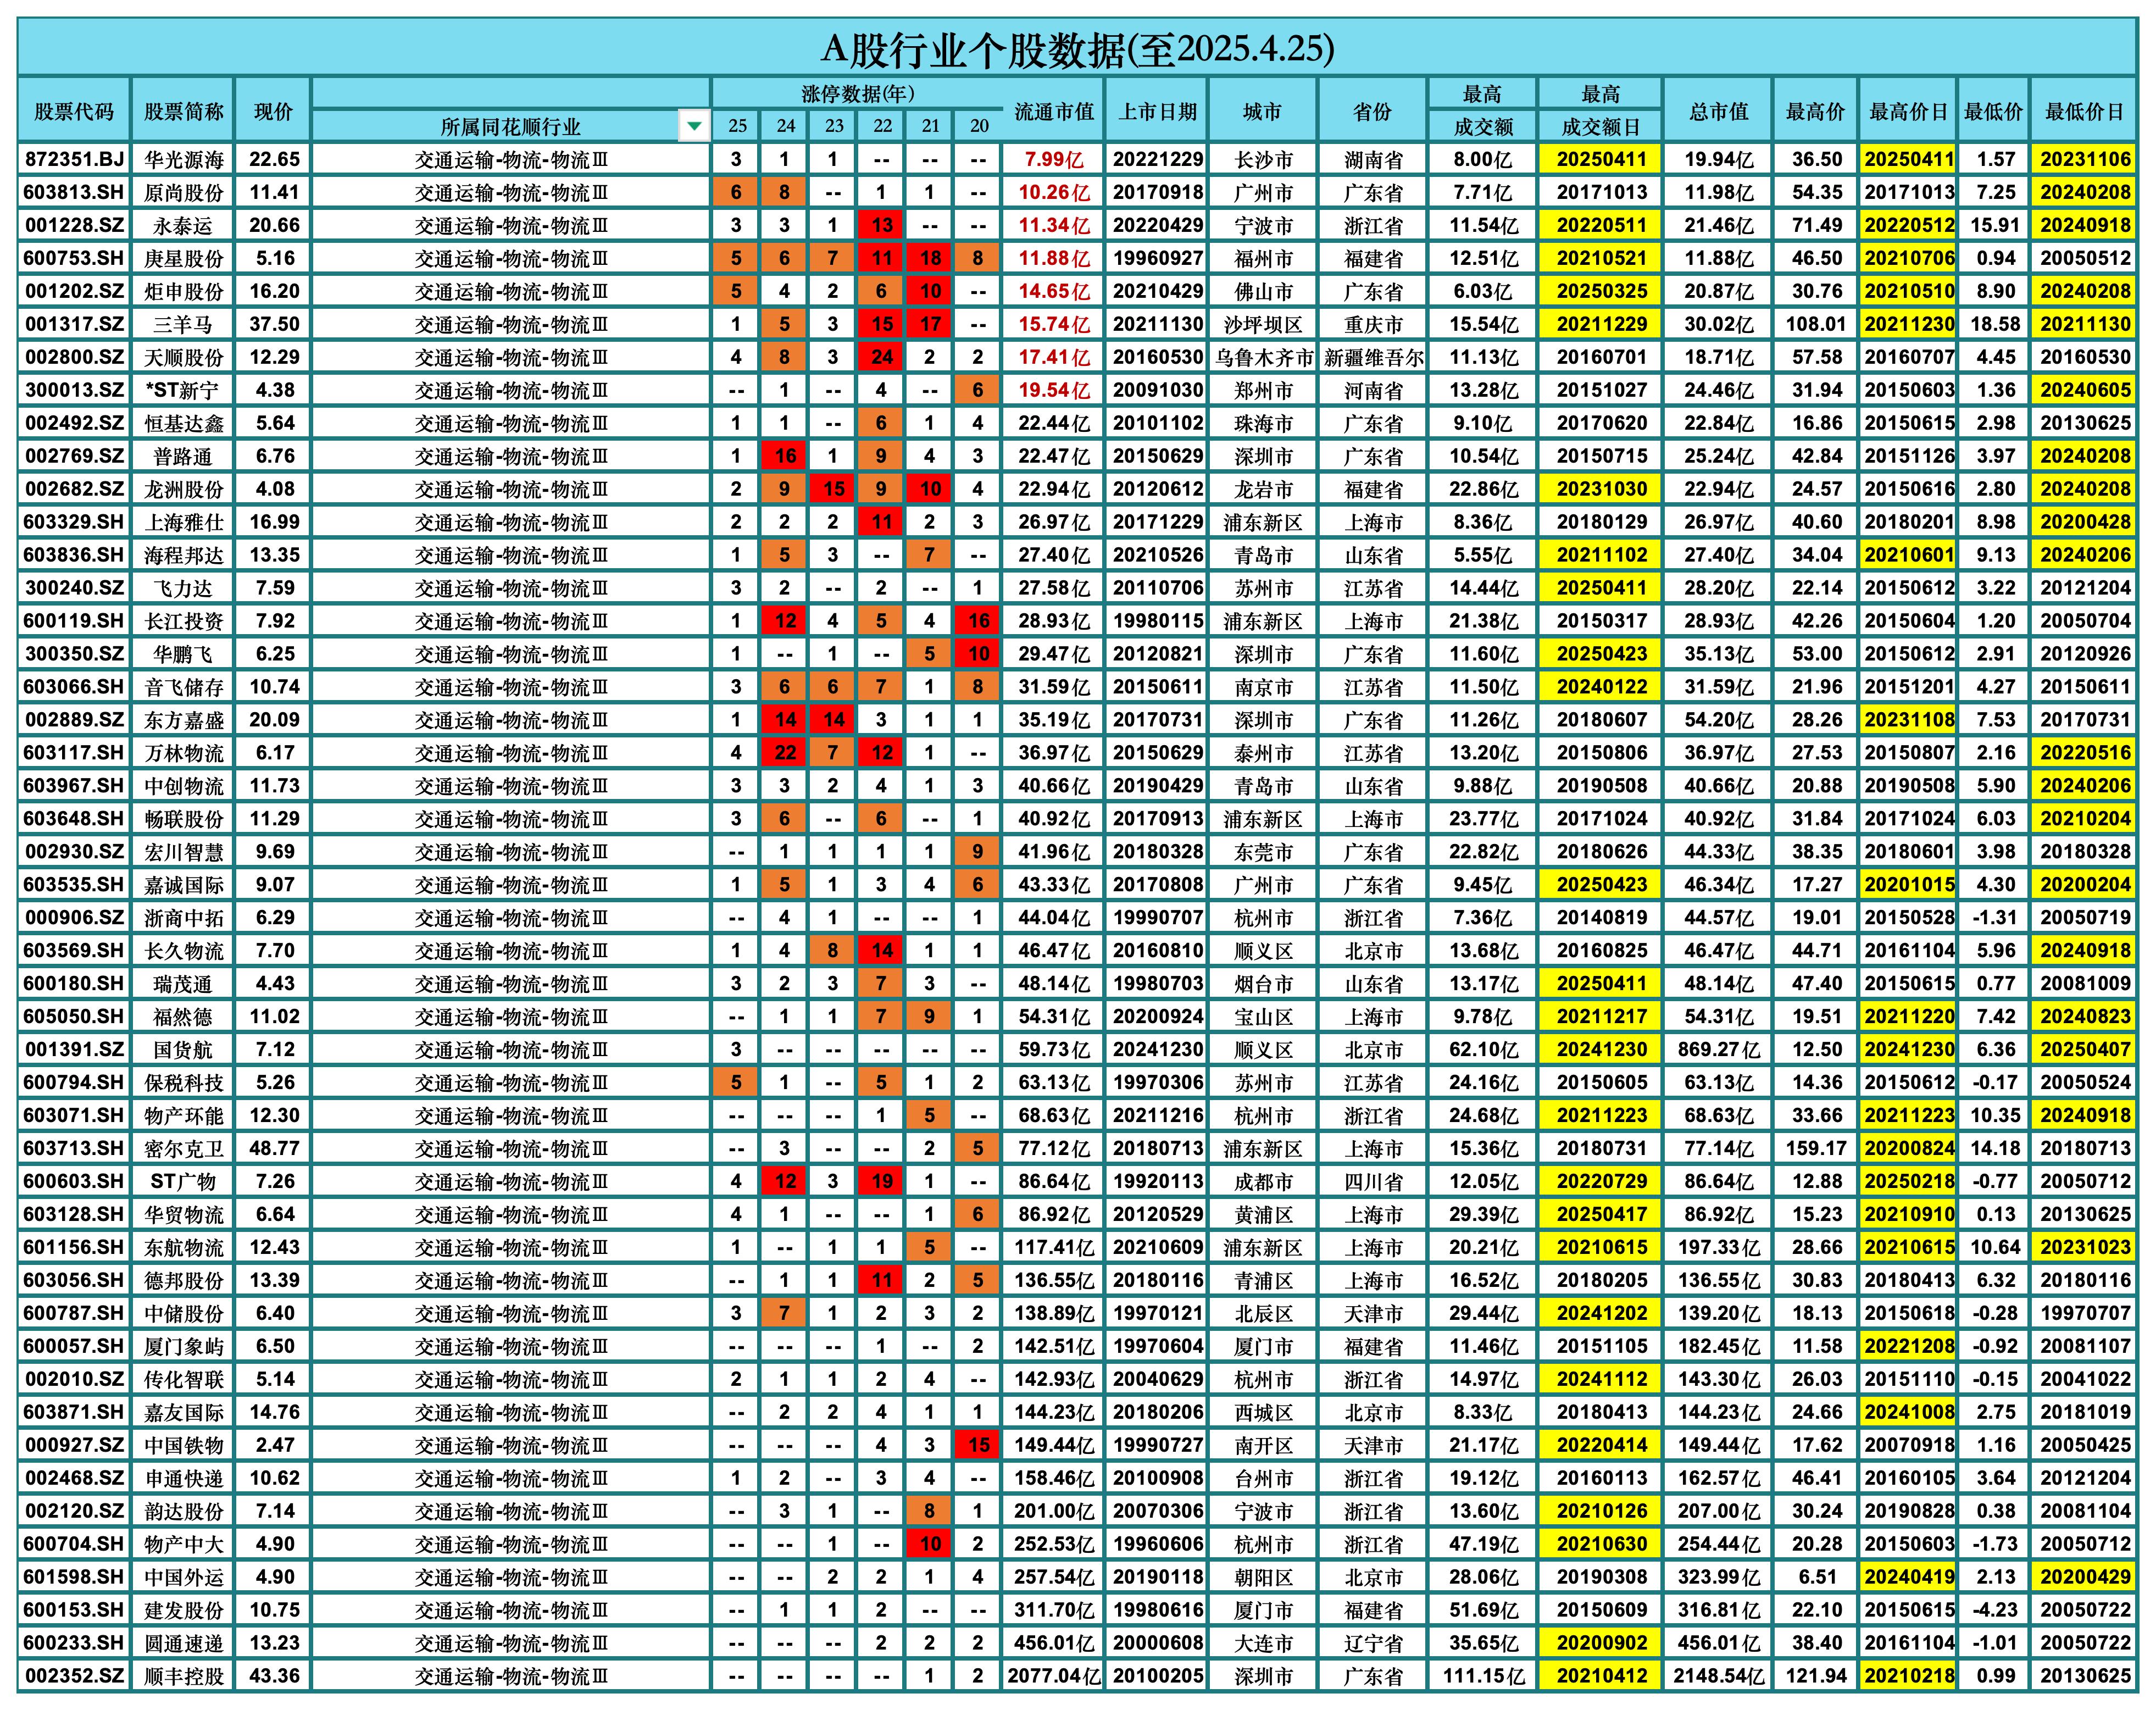 A股行业个股数据(至2025.4.25)
股票代码 股票简称 现价 所属同花顺行业 涨停数据(年) 25 24 23 22 21 20 流通市值 上市日期 城市 省份 最高成交额 最高成交额日 总市值 最高价 最高价日 最低价 最低价日
872351.BJ 华光源海 22.65 交通运输-物流-物流Ⅲ 3 1 1 -- -- -- 7.99亿 20221229 长沙市 湖南省 8.00亿 20250411 19.94亿 36.50 20250411 1.57 20231106
603813.SH 原尚股份 11.41 交通运输-物流-物流Ⅲ 6 8 -- 1 1 -- 10.26亿 20170918 广州市 广东省 7.71亿 20171013 11.98亿 54.35 20171013 7.25 20240208
001228.SZ 永泰运 20.66 交通运输-物流-物流Ⅲ 3 3 1 13 -- -- 11.34亿 20220429 宁波市 浙江省 11.54亿 20220511 21.46亿 71.49 20220512 15.91 20240918
600753.SH 庚星股份 5.16 交通运输-物流-物流Ⅲ 5 6 7 11 18 8 11.88亿 19960927 福州市 福建省 12.51亿 20210521 11.88亿 46.50 20210706 0.94 20050512
001202.SZ 炬申股份 16.20 交通运输-物流-物流Ⅲ 5 4 2 6 10 -- 14.65亿 20210429 佛山市 广东省 6.03亿 20250325 20.87亿 30.76 20210510 8.90 20240208
001317.SZ 三羊马 37.50 交通运输-物流-物流Ⅲ 1 5 3 15 17 -- 15.74亿 20211130 沙坪坝区 重庆市 15.54亿 20211229 30.02亿 108.01 20211230 18.58 20211130
002800.SZ 天顺股份 12.29 交通运输-物流-物流Ⅲ 4 8 3 24 2 2 17.41亿 20160530 乌鲁木齐市 新疆维吾尔 11.13亿 20160701 18.71亿 57.58 20160707 4.45 20160530
300013.SZ *ST新宁 4.38 交通运输-物流-物流Ⅲ -- 1 -- 4 -- 6 19.54亿 20091030 郑州市 河南省 13.28亿 20151027 24.46亿 31.94 20150603 1.36 20240605
002492.SZ 恒基达鑫 5.64 交通运输-物流-物流Ⅲ 1 1 -- 6 1 4 22.44亿 20101102 珠海市 广东省 9.10亿 20170620 22.84亿 16.86 20150615 2.98 20130625
002769.SZ 普路通 6.76 交通运输-物流-物流Ⅲ 1 16 1 9 4 3 22.47亿 20150629 深圳市 广东省 10.54亿 20150715 25.24亿 42.84 20151126 3.97 20240208
002682.SZ 龙洲股份 4.08 交通运输-物流-物流Ⅲ 2 9 15 9 10 4 22.94亿 20120612 龙岩市 福建省 22.86亿 20231030 22.94亿 24.57 20150616 2.80 20240208
603329.SH 上海雅仕 16.99 交通运输-物流-物流Ⅲ 2 2 2 11 2 3 26.97亿 20171229 浦东新区 上海市 8.36亿 20180129 26.97亿 40.60 20180201 8.98 20200428
603836.SH 海程邦达 13.35 交通运输-物流-物流Ⅲ 1 5 3 -- 7 -- 27.40亿 20210526 青岛市 山东省 5.55亿 20211102 27.40亿 34.04 20210601 9.13 20240206
300240.SZ 飞力达 7.59 交通运输-物流-物流Ⅲ 3 2 -- 2 -- 1 27.58亿 20110706 苏州市 江苏省 14.44亿 20250411 28.20亿 22.14 20150612 3.22 20121204
600119.SH 长江投资 7.92 交通运输-物流-物流Ⅲ 1 12 4 5 4 16 28.93亿 19980115 浦东新区 上海市 21.38亿 20150317 28.93亿 42.26 20150604 1.20 20050704
300350.SZ 华鹏飞 6.25 交通运输-物流-物流Ⅲ 1 -- 1 -- 5 10 29.47亿 20120821 深圳市 广东省 11.60亿 20250423 35.13亿 53.00 20150612 2.91 20120926
603066.SH 音飞储存 10.74 交通运输-物流-物流Ⅲ 3 6 6 7 1 8 31.59亿 20150611 南京市 江苏省 11.50亿 20240122 31.59亿 21.96 20151201 4.27 20150611
002889.SZ 东方嘉盛 20.09 交通运输-物流-物流Ⅲ 1 14 14 3 1 1 35.19亿 20170731 深圳市 广东省 11.26亿 20180607 54.20亿 28.26 20231108 7.53 20170731
603117.SH 万林物流 6.17 交通运输-物流-物流Ⅲ 4 22 7 12 1 -- 36.97亿 20150629 泰州市 江苏省 13.20亿 20150806 36.97亿 27.53 20150807 2.16 20220516
603967.SH 中创物流 11.73 交通运输-物流-物流Ⅲ 3 3 2 4 1 3 40.66亿 20190429 青岛市 山东省 9.88亿 20190508 40.66亿 20.88 20190508 5.90 20240206
603648.SH 畅联股份 11.29 交通运输-物流-物流Ⅲ 3 6 -- 6 -- 1 40.92亿 20170913 浦东新区 上海市 23.77亿 20171024 40.92亿 31.84 20171024 6.03 20210204
002930.SZ 宏川智慧 9.69 交通运输-物流-物流Ⅲ -- 1 1 1 1 9 41.96亿 20180328 东莞市 广东省 22.82亿 20180626 44.33亿 38.35 20180601 3.98 20180328
603535.SH 嘉诚国际 9.07 交通运输-物流-物流Ⅲ 1 5 1 3 4 6 43.33亿 20170808 广州市 广东省 9.45亿 20250423 46.34亿 17.27 20201015 4.30 20200204
000906.SZ 浙商中拓 6.29 交通运输-物流-物流Ⅲ -- 4 1 -- -- 1 44.04亿 19990707 杭州市 浙江省 7.36亿 20140819 44.57亿 19.01 20150528 -1.31 20050719
603569.SH 长久物流 7.70 交通运输-物流-物流Ⅲ 1 4 8 14 1 1 46.47亿 20160810 顺义区 北京市 13.68亿 20160825 46.47亿 44.71 20161104 5.96 20240918
600180.SH 瑞茂通 4.43 交通运输-物流-物流Ⅲ 3 2 3 7 3 -- 48.14亿 19980703 烟台市 山东省 13.17亿 20250411 48.14亿 47.40 20150615 0.77 20081009
605050.SH 福然德 11.02 交通运输-物流-物流Ⅲ -- 1 1 7 9 1 54.31亿 20200924 宝山区 上海市 9.78亿 20211217 54.31亿 19.51 20211220 7.42 20240823
001391.SZ 国货航 7.12 交通运输-物流-物流Ⅲ 3 -- -- -- -- -- 59.73亿 20241230 顺义区 北京市 62.10亿 20241230 869.27亿 12.50 20241230 6.36 20250407
600794.SH 保税科技 5.26 交通运输-物流-物流Ⅲ 5 1 -- 5 1 2 63.13亿 19970306 苏州市 江苏省 24.16亿 20150605 63.13亿 14.36 20150612 -0.17 20050524
603071.SH 物产环能 12.30 交通运输-物流-物流Ⅲ -- -- -- 1 5 -- 68.63亿 20211216 杭州市 浙江省 24.68亿 20211223 68.63亿 33.66 20211223 10.35 20240918
603713.SH 密尔克卫 48.77 交通运输-物流-物流Ⅲ -- 3 -- -- 2 5 77.12亿 20180713 浦东新区 上海市 15.36亿 20180731 77.14亿 159.17 20200824 14.18 20180713
600603.SH ST广物 7.26 交通运输-物流-物流Ⅲ 4 12 3 19 1 -- 86.64亿 19920113 成都市 四川省 12.05亿 20220729 86.64亿 12.88 20250218 -0.77 20050712
603128.SH 华贸物流 6.64 交通运输-物流-物流Ⅲ 4 1 -- -- 1 6 86.92亿 20120529 黄浦区 上海市 29.39亿 20250417 86.92亿 15.23 20210910 0.13 20130625
601156.SH 东航物流 12.43 交通运输-物流-物流Ⅲ 1 -- 1 1 5 -- 117.41亿 20210609 浦东新区 上海市 20.21亿 20210615 197.33亿 28.66 20210615 10.64 20231023
603056.SH 德邦股份 13.39 交通运输-物流-物流Ⅲ -- 1 1 11 2 5 136.55亿 20180116 青浦区 上海市 16.52亿 20180205 136.55亿 30.83 20180413 6.32 20180116
600787.SH 中储股份 6.40 交通运输-物流-物流Ⅲ 3 7 1 2 3 2 138.89亿 19970121 北辰区 天津市 29.44亿 20241202 139.20亿 18.13 20150618 -0.28 19970707
600057.SH 厦门象屿 6.50 交通运输-物流-物流Ⅲ -- -- -- 1 -- 2 142.51亿 19970604 厦门市 福建省 11.46亿 20151105 182.45亿 11.58 20221208 -0.92 20081107
002010.SZ 传化智联 5.14 交通运输-物流-物流Ⅲ 2 1 1 2 4 -- 142.93亿 20040629 杭州市 浙江省 14.97亿 20241112 143.30亿 26.03 20151110 -0.15 20041022
603871.SH 嘉友国际 14.76 交通运输-物流-物流Ⅲ -- 2 2 4 1 1 144.23亿 20180206 西城区 北京市 8.33亿 20180413 144.23亿 24.66 20241008 2.75 20181019
000927.SZ 中国铁物 2.47 交通运输-物流-物流Ⅲ -- -- -- 4 3 15 149.44亿 19990727 南开区 天津市 21.17亿 20220414 149.44亿 17.62 20070918 1.16 20050425
002468.SZ 申通快递 10.62 交通运输-物流-物流Ⅲ 1 2 -- 3 4 -- 158.46亿 20100908 台州市 浙江省 19.12亿 20160113 162.57亿 46.41 20160105 3.64 20121204
002120.SZ 韵达股份 7.14 交通运输-物流-物流Ⅲ -- 3 1 -- 8 1 201.00亿 20070306 宁波市 浙江省 13.60亿 20210126 207.00亿 30.24 20190828 0.38 20081104
600704.SH 物产中大 4.90 交通运输-物流-物流Ⅲ -- -- 1 -- 10 2 252.53亿 19960606 杭州市 浙江省 47.19亿 20210630 254.44亿 20.28 20150603 -1.73 20050712
601598.SH 中国外运 4.90 交通运输-物流-物流Ⅲ -- -- 2 2 1 4 257.54亿 20190118 朝阳区 北京市 28.06亿 20190308 323.99亿 6.51 20240419 2.13 20200429
600153.SH 建发股份 10.75 交通运输-物流-物流Ⅲ -- 1 1 2 -- -- 311.70亿 19980616 厦门市 福建省 51.69亿 20150609 316.81亿 22.10 20150615 -4.23 20050722
600233.SH 圆通速递 13.23 交通运输-物流-物流Ⅲ -- -- -- 2 2 2 456.01亿 20000608 大连市 辽宁省 35.65亿 20200902 456.01亿 38.40 20161104 -1.01 20050722
002352.SZ 顺丰控股 43.36 交通运输-物流-物流Ⅲ -- -- -- -- 1 2 2077.04亿 20100205 深圳市 广东省 111.15亿 20210412 2148.54亿 121.94 20210218 0.99 20130625